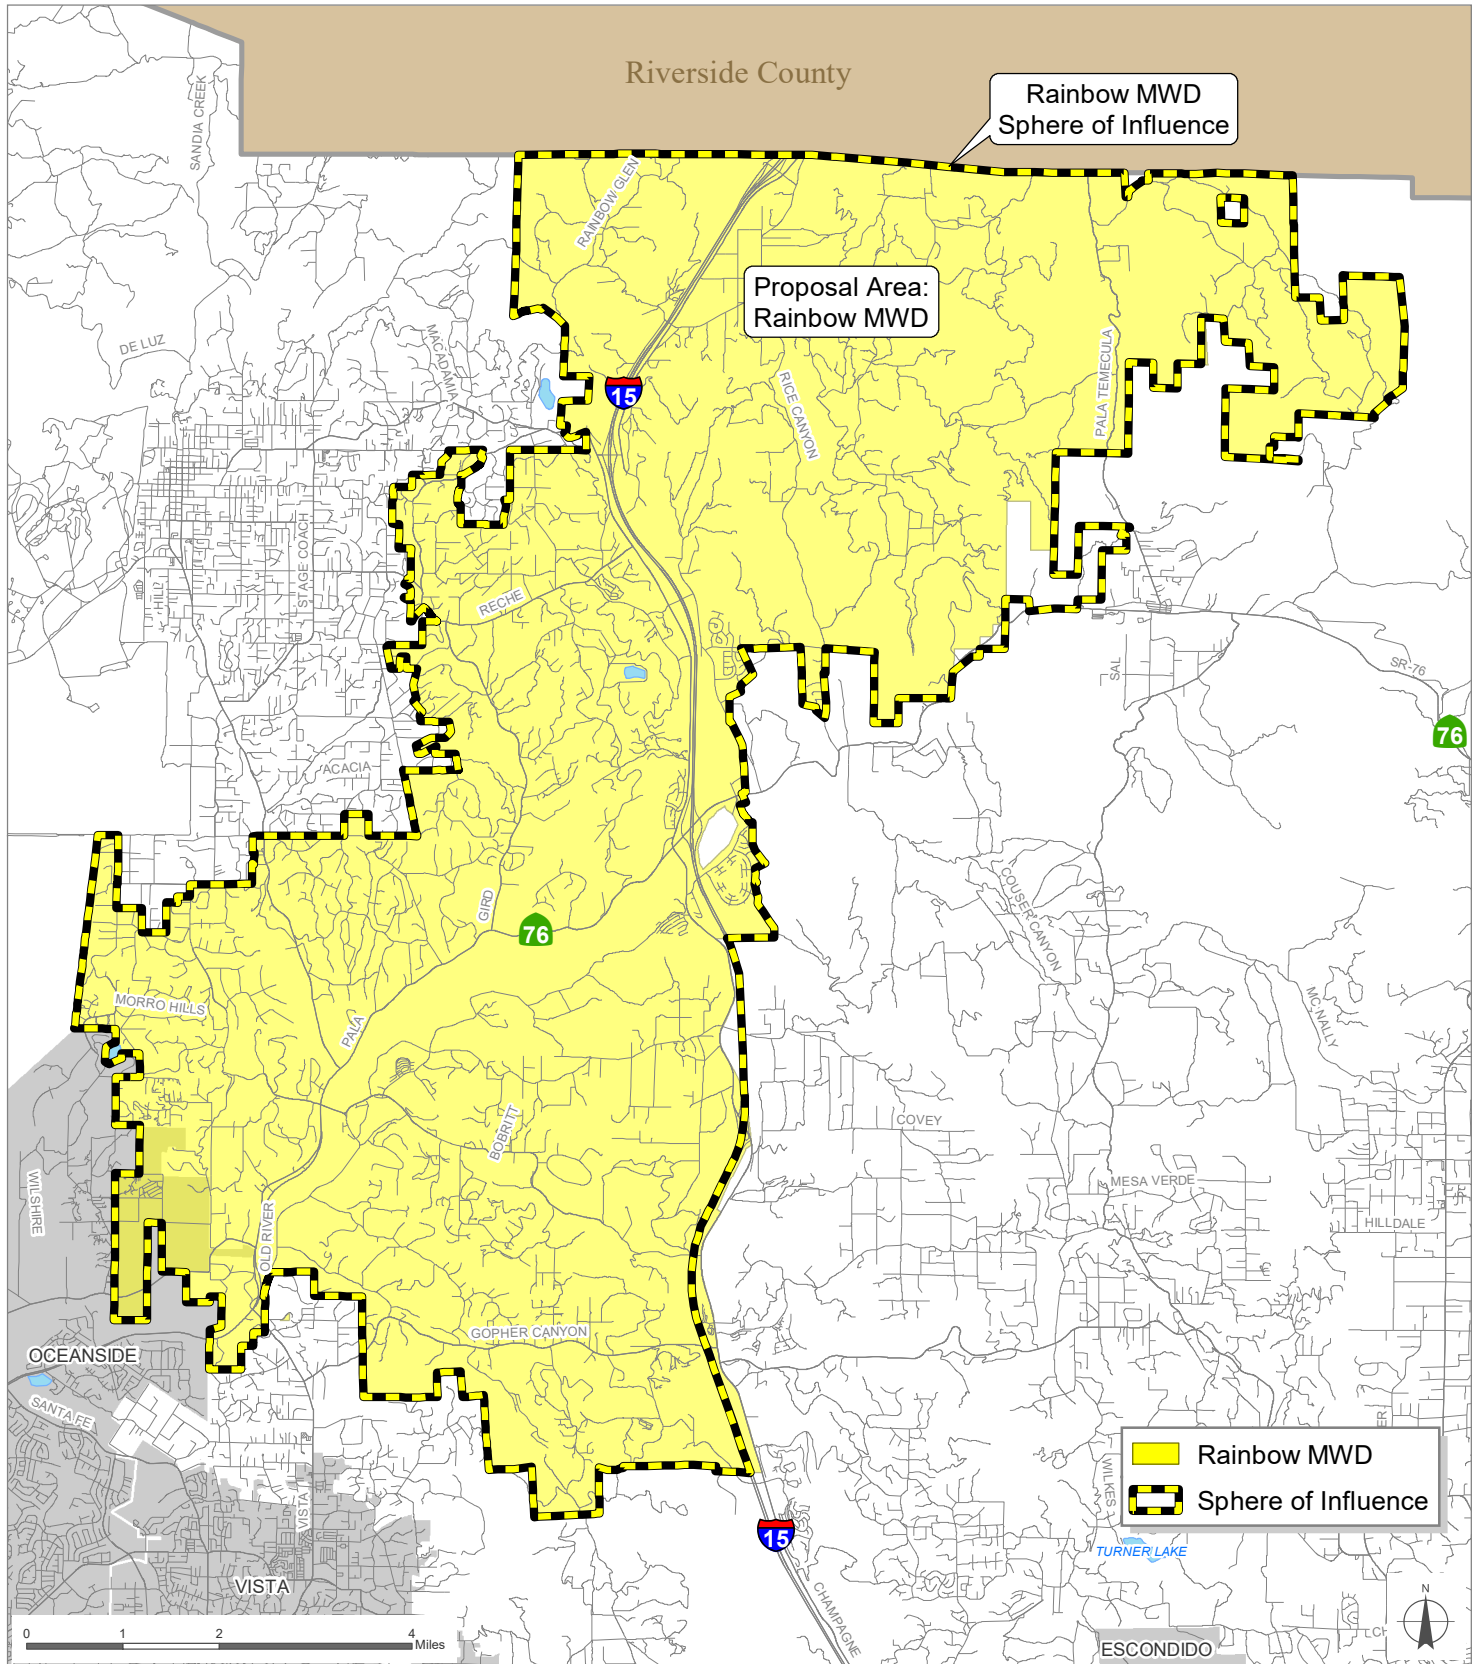 Riverside County
Rainbow MWD
Sphere of Influence
SANDIA CREEK
RAINBOW GLEN
Proposal Area:
Rainbow MWD
DE LUZ
MACADAMIA
15
RICE CANYON
PALA TEMECULA
STAGE COACH
HILL
RECHE
SAL
SR-76
76
ACACIA
GIRD
76
COUSER CANYON
MORRO HILLS
PALA
MC NALLY
BOBRITT
COVEY
WILSHIRE
MESA VERDE
OLD RIVER
HILLDALE
GOPHER CANYON
OCEANSIDE
SANTA FE
ER
Rainbow MWD
WILKES
VISTA
Sphere of Influence
15
TURNER LAKE
VISTA
CHAMPAGNE
N
0 1 2 4
Miles
CH
ESCONDIDO